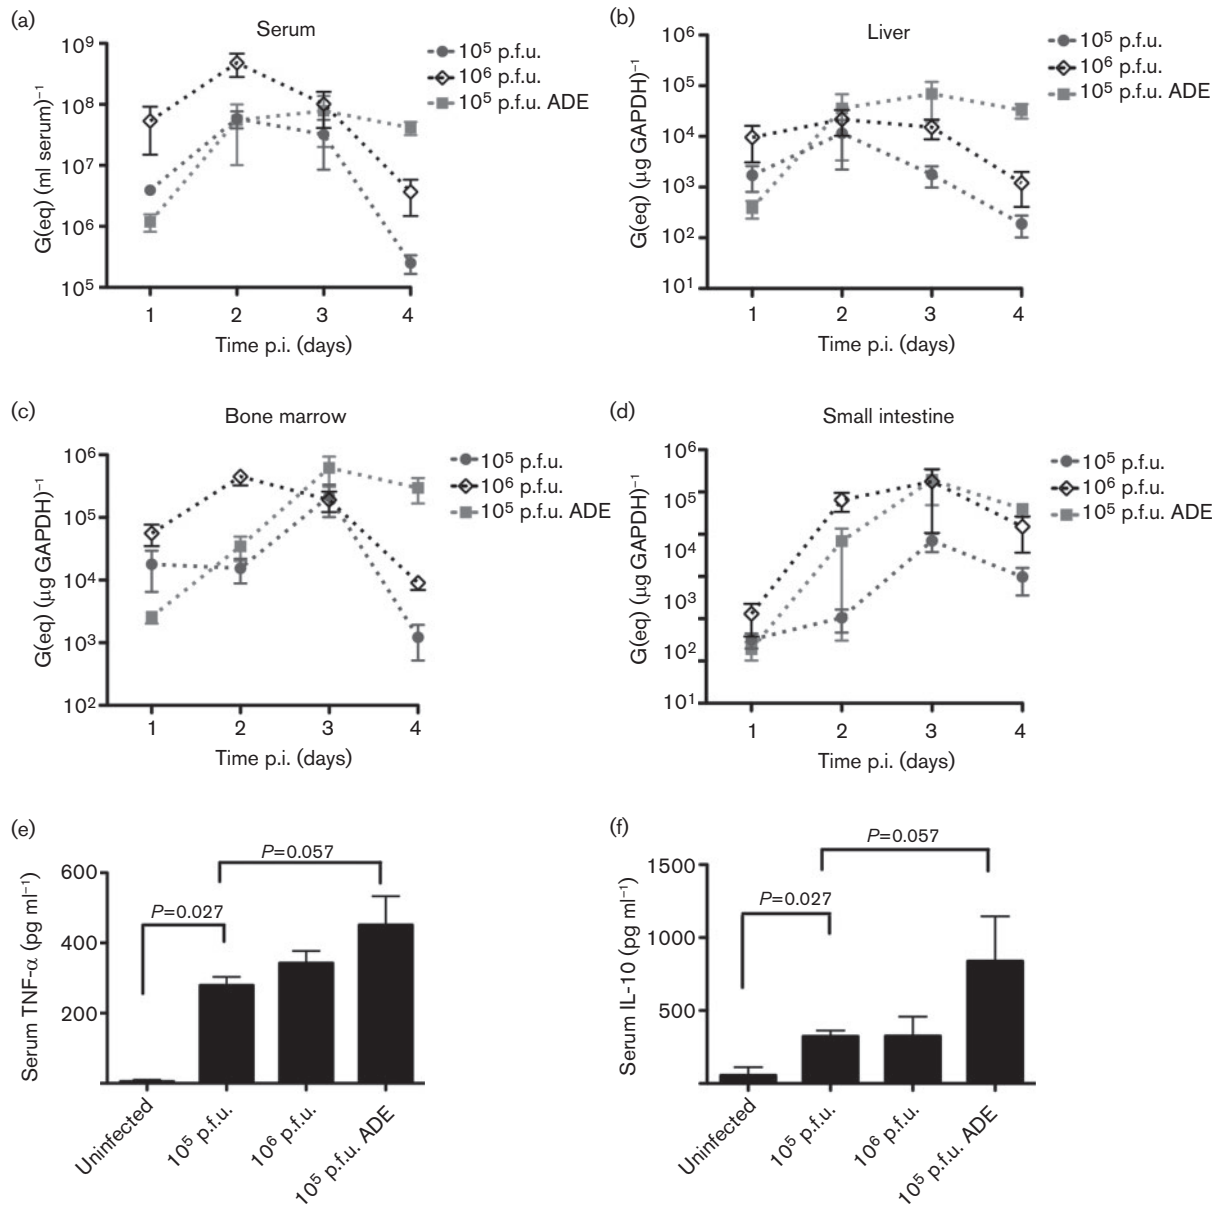 (a)
Serum
10⁵ p.f.u.
10⁶ p.f.u.
10⁵ p.f.u. ADE
G(eq) (ml serum)⁻¹
10⁹
10⁸
10⁷
10⁶
10⁵
1 2 3 4
Time p.i. (days)
(b)
Liver
10⁵ p.f.u.
10⁶ p.f.u.
10⁵ p.f.u. ADE
G(eq) (μg GAPDH)⁻¹
10⁶
10⁵
10⁴
10³
10²
10¹
1 2 3 4
Time p.i. (days)
(c)
Bone marrow
10⁵ p.f.u.
10⁶ p.f.u.
10⁵ p.f.u. ADE
G(eq) (μg GAPDH)⁻¹
10⁶
10⁵
10⁴
10³
10²
1 2 3 4
Time p.i. (days)
(d)
Small intestine
10⁵ p.f.u.
10⁶ p.f.u.
10⁵ p.f.u. ADE
G(eq) (μg GAPDH)⁻¹
10⁶
10⁵
10⁴
10³
10²
10¹
1 2 3 4
Time p.i. (days)
(e)
P=0.057
P=0.027
Serum TNF-α (pg ml⁻¹)
600
400
200
Uninfected
10⁵ p.f.u.
10⁶ p.f.u.
10⁵ p.f.u. ADE
(f)
P=0.057
P=0.027
Serum IL-10 (pg ml⁻¹)
1500
1000
500
Uninfected
10⁵ p.f.u.
10⁶ p.f.u.
10⁵ p.f.u. ADE